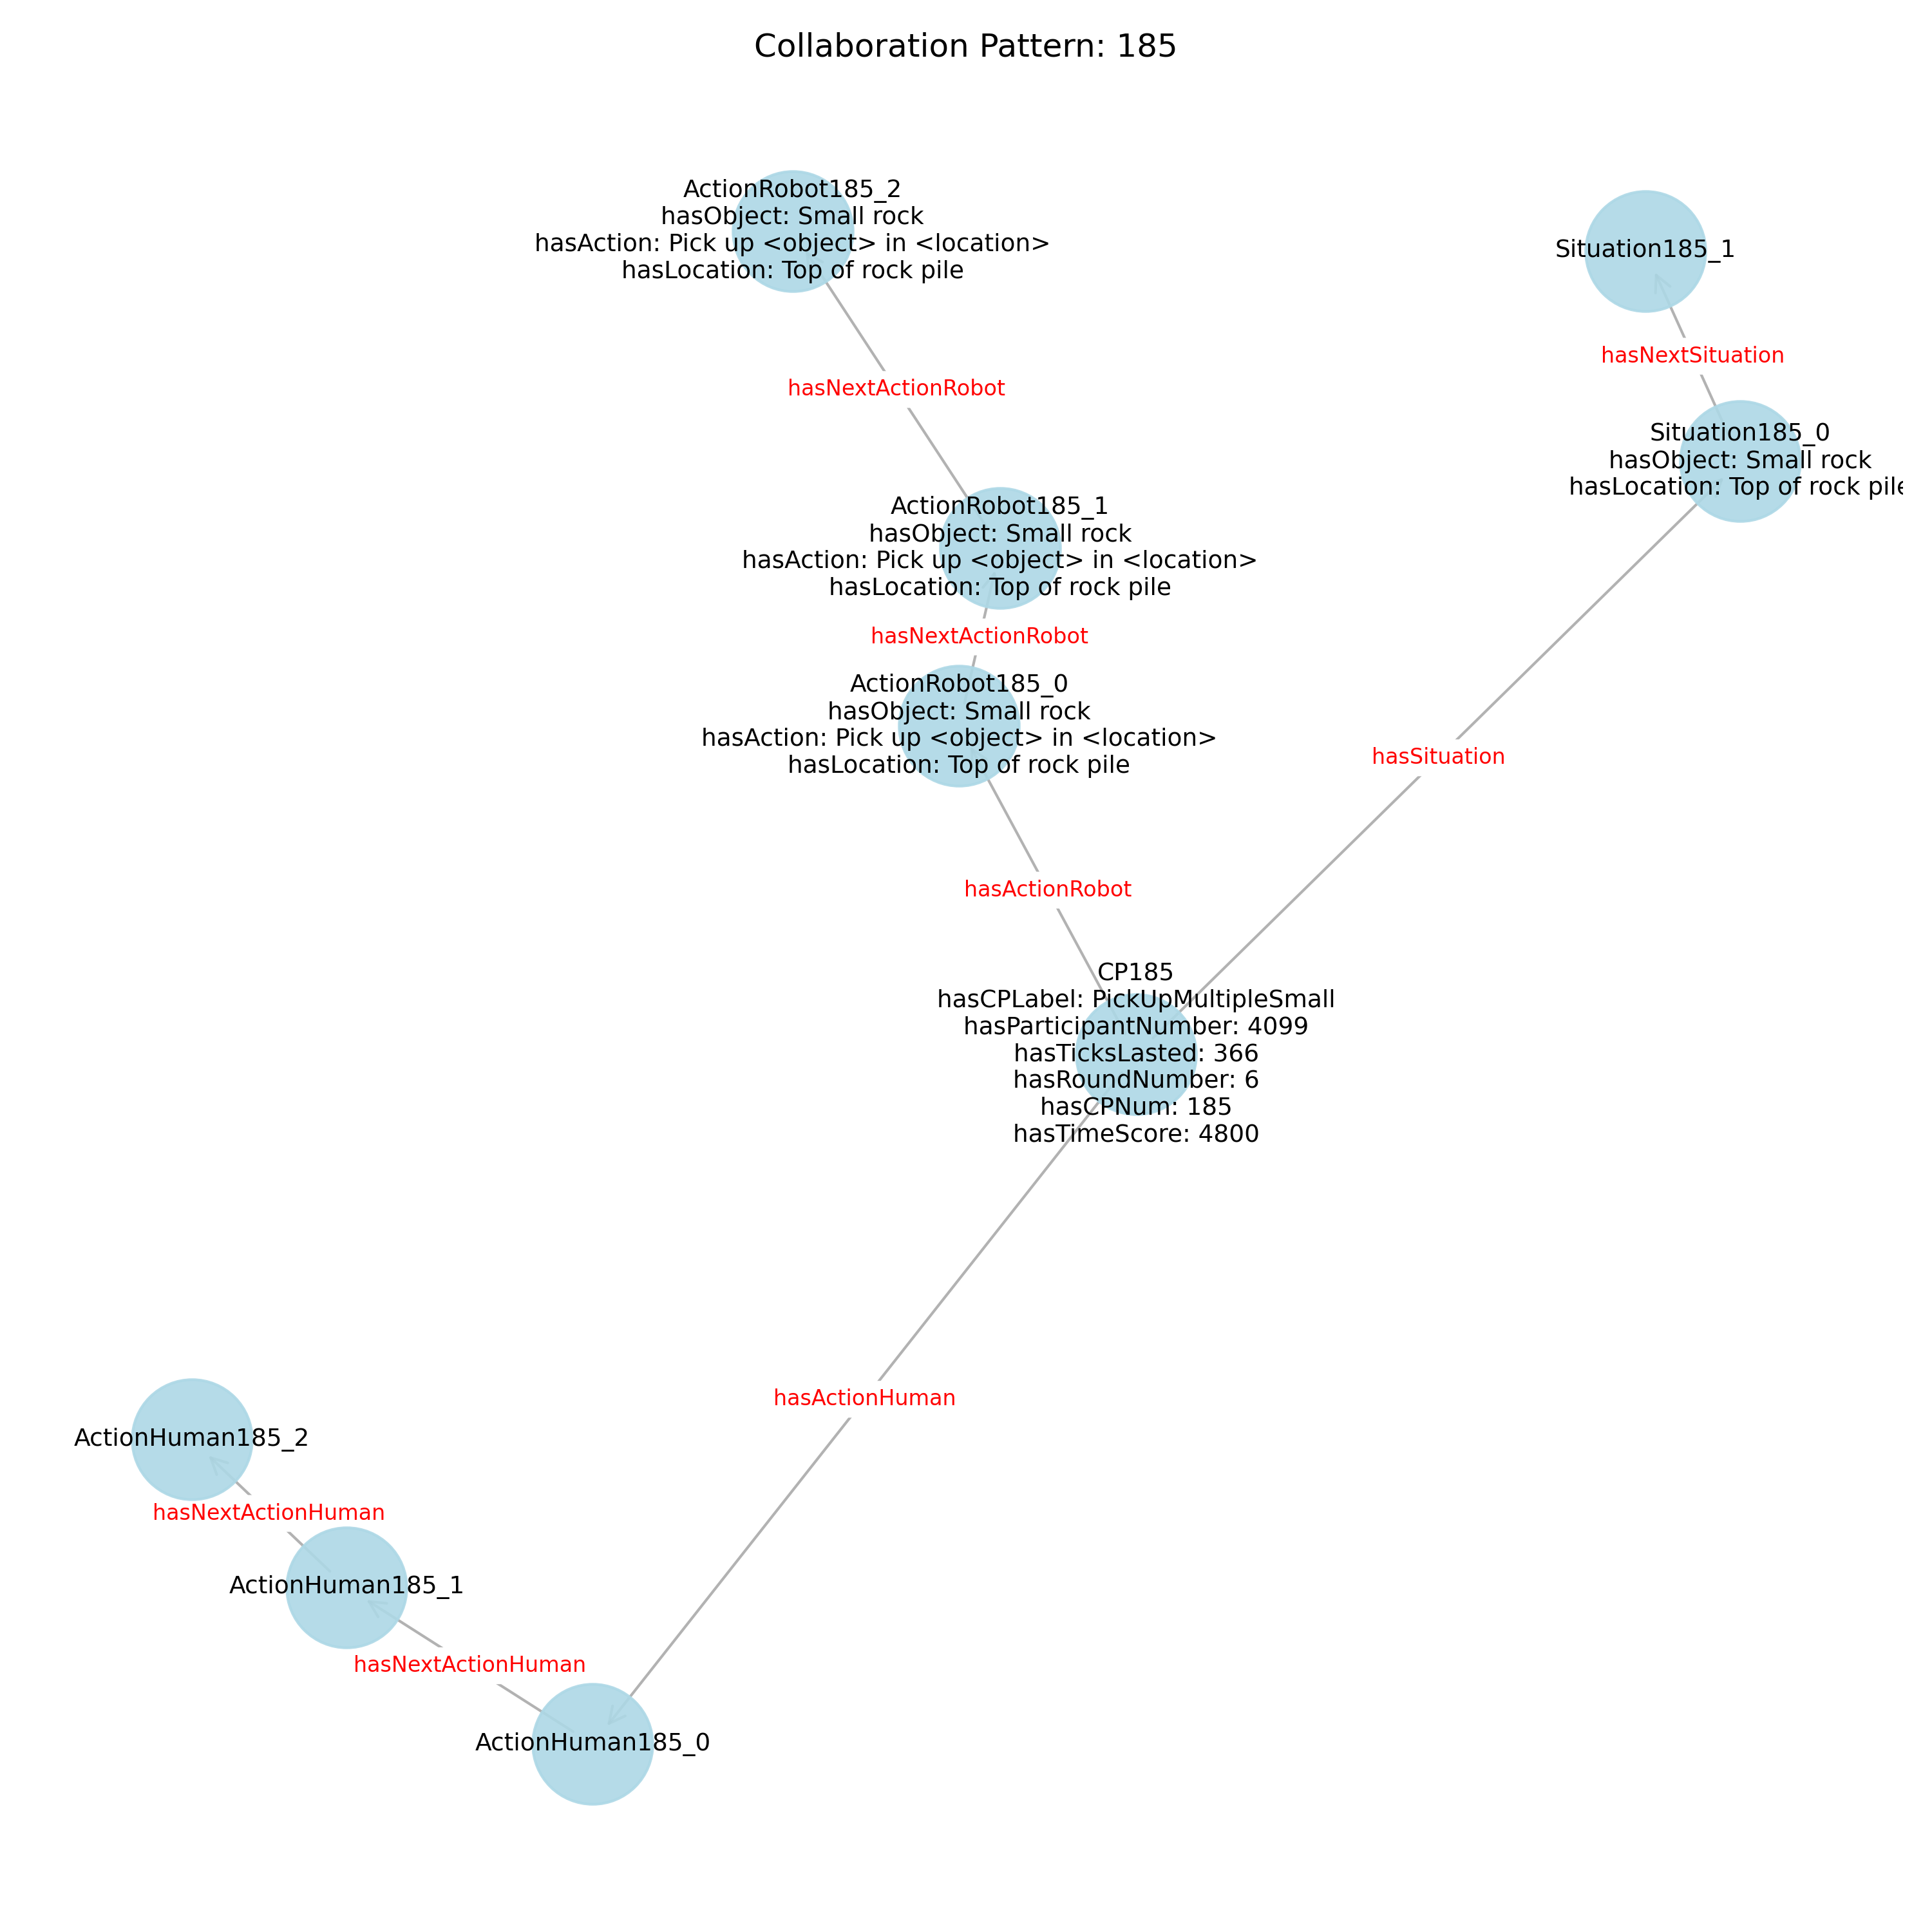 Collaboration Pattern: 185
ActionRobot185_2
hasObject: Small rock
hasAction: Pick up <object> in <location>
hasLocation: Top of rock pile
Situation185_1
hasNextSituation
hasNextActionRobot
Situation185_0
hasObject: Small rock
hasLocation: Top of rock pile
ActionRobot185_1
hasObject: Small rock
hasAction: Pick up <object> in <location>
hasLocation: Top of rock pile
hasNextActionRobot
ActionRobot185_0
hasObject: Small rock
hasAction: Pick up <object> in <location>
hasLocation: Top of rock pile
hasSituation
hasActionRobot
CP185
hasCPLabel: PickUpMultipleSmall
hasParticipantNumber: 4099
hasTicksLasted: 366
hasRoundNumber: 6
hasCPNum: 185
hasTimeScore: 4800
hasActionHuman
ActionHuman185_2
hasNextActionHuman
ActionHuman185_1
hasNextActionHuman
ActionHuman185_0